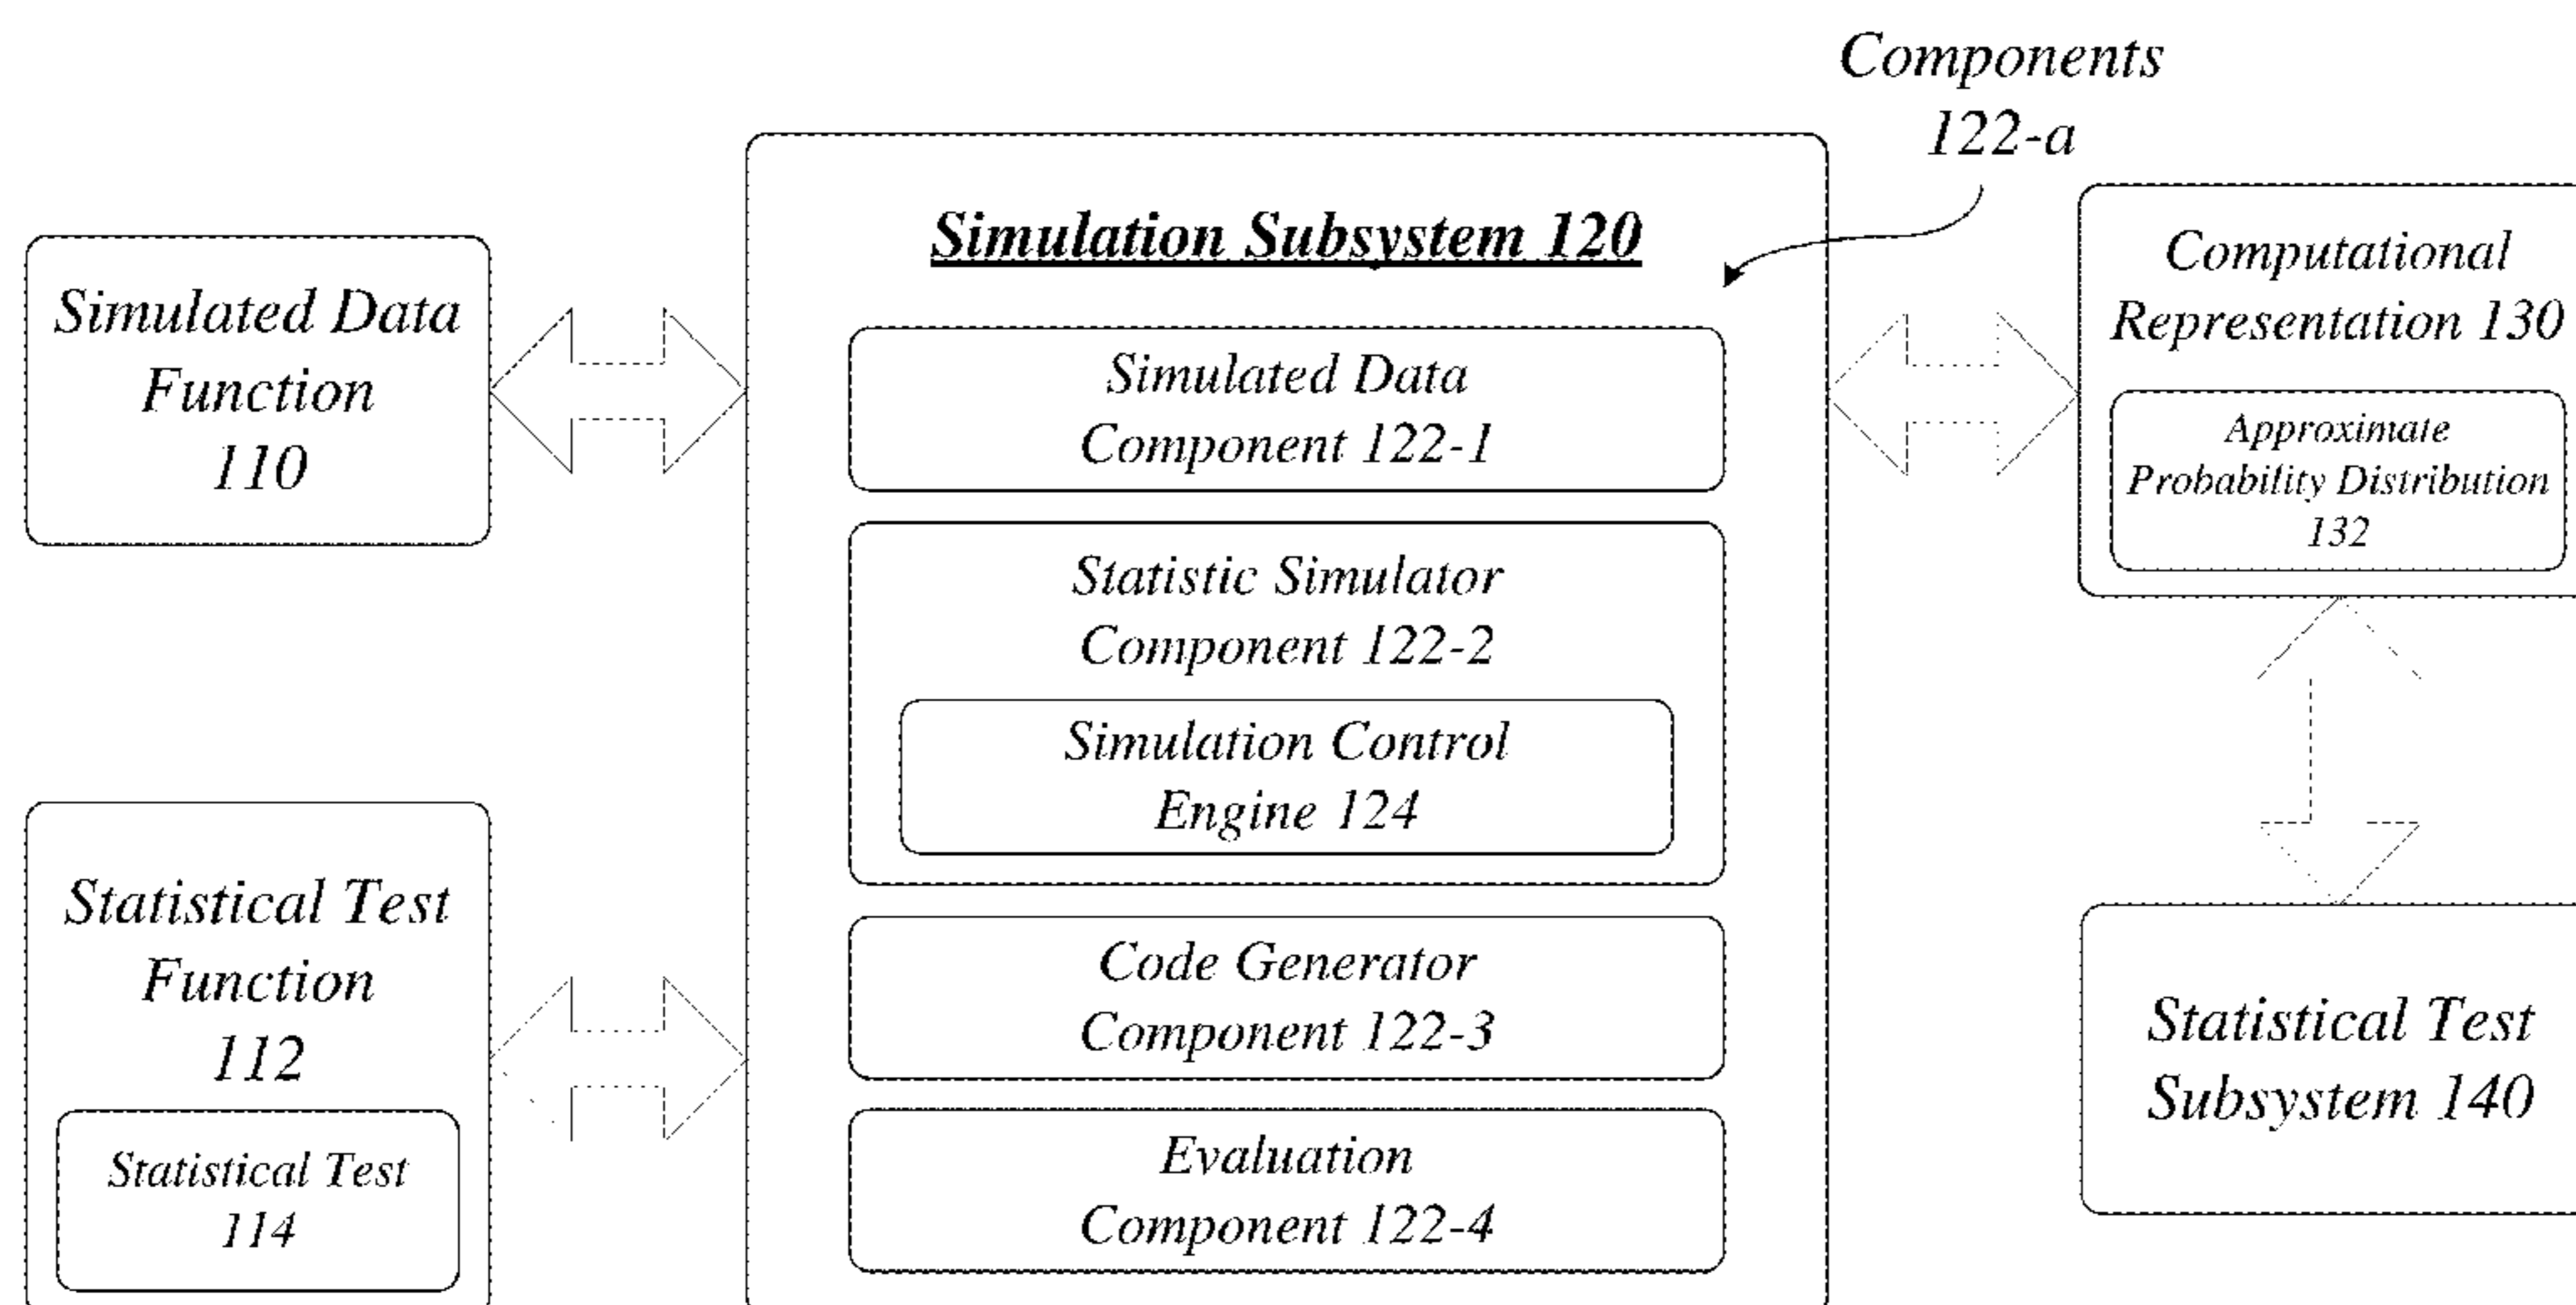 Components
122-a
Simulated Data
Function
110
Statistical Test
Function
112
Statistical Test
114
Simulation Subsystem 120
Simulated Data
Component 122-1
Statistic Simulator
Component 122-2
Simulation Control
Engine 124
Code Generator
Component 122-3
Evaluation
Component 122-4
Computational
Representation 130
Approximate
Probability Distribution
132
Statistical Test
Subsystem 140